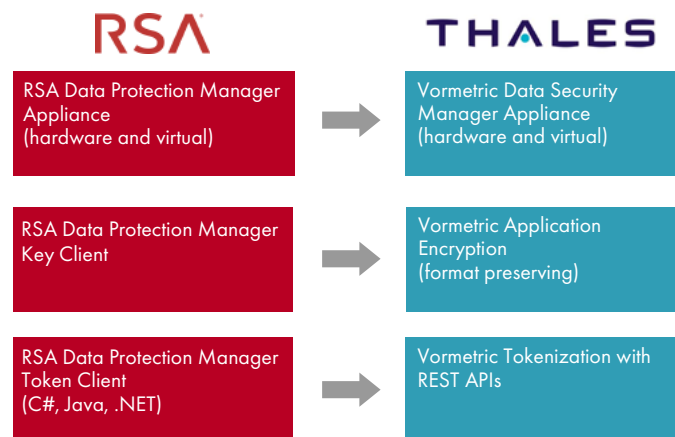 RSA
THALES
RSA Data Protection Manager
Appliance
(hardware and virtual)
Vormetric Data Security
Manager Appliance
(hardware and virtual)
RSA Data Protection Manager
Key Client
Vormetric Application
Encryption
(format preserving)
RSA Data Protection Manager
Token Client
(C#, Java, .NET)
Vormetric Tokenization with
REST APIs